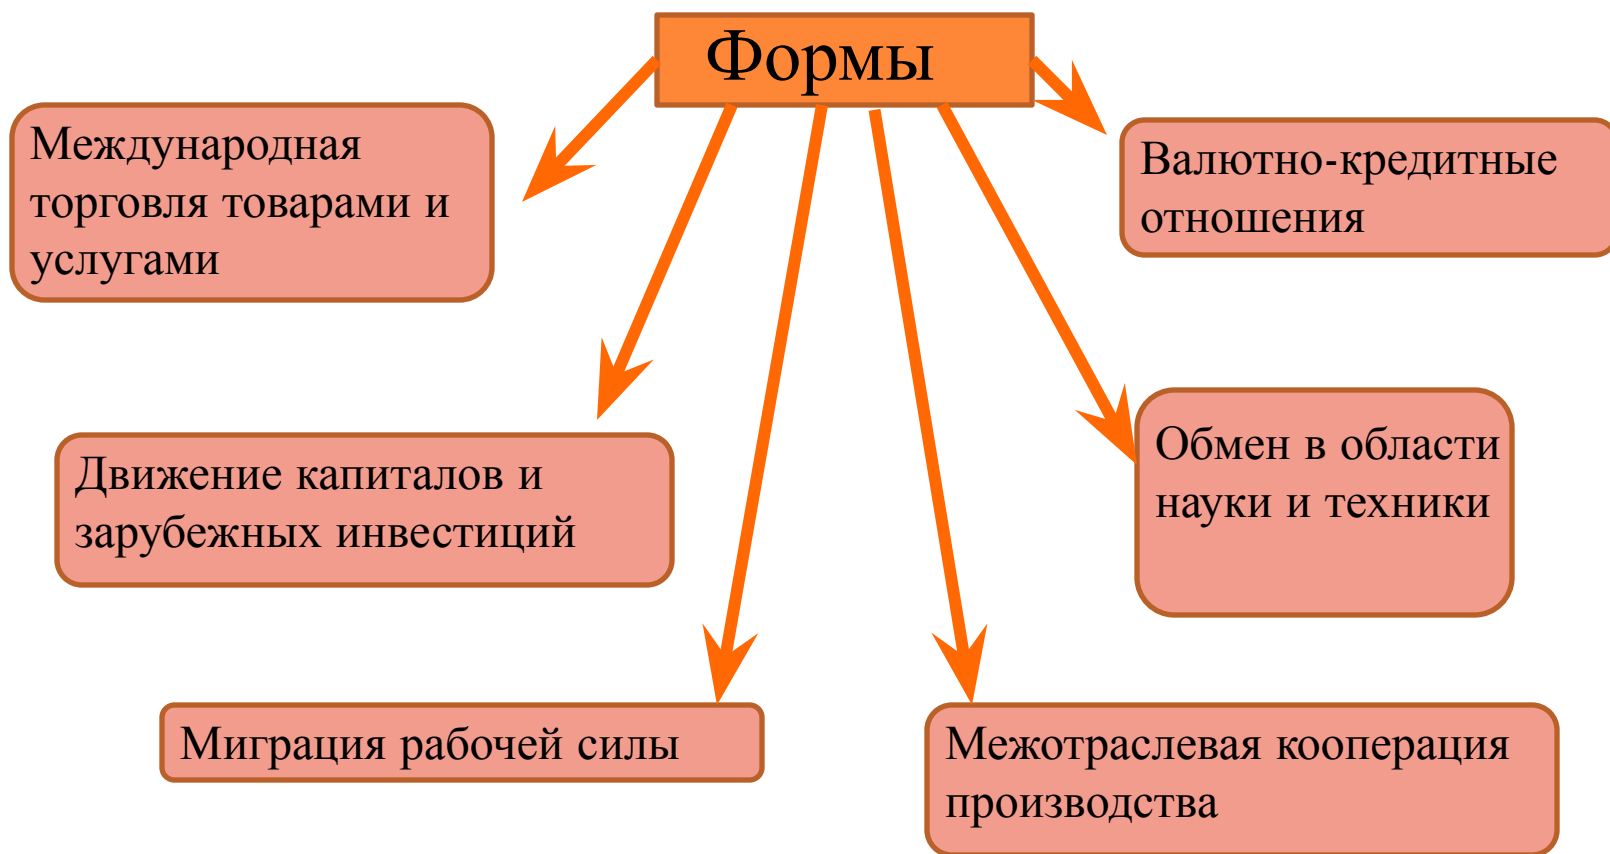 Формы
Международная
торговля товарами и
услугами
Валютно-кредитные
отношения
Движение капиталов и
зарубежных инвестиций
Обмен в области
науки и техники
Миграция рабочей силы
Межотраслевая кооперация
производства